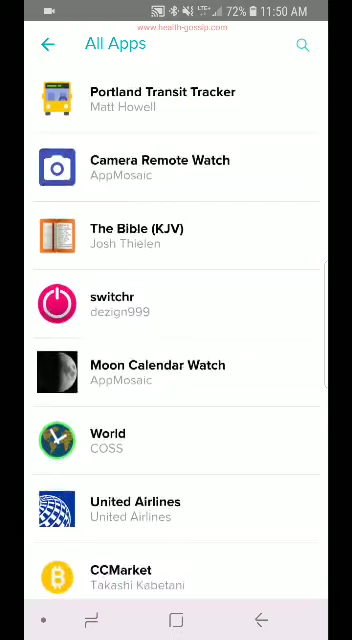 LTE+ 72% 11:50 AM
www.health-gossip.com
All Apps
Portland Transit Tracker
Matt Howell
Camera Remote Watch
AppMosaic
The Bible (KJV)
Josh Thielen
switchr
dezign999
Moon Calendar Watch
AppMosaic
World
COSS
United Airlines
United Airlines
CCMarket
Takashi Kabetani